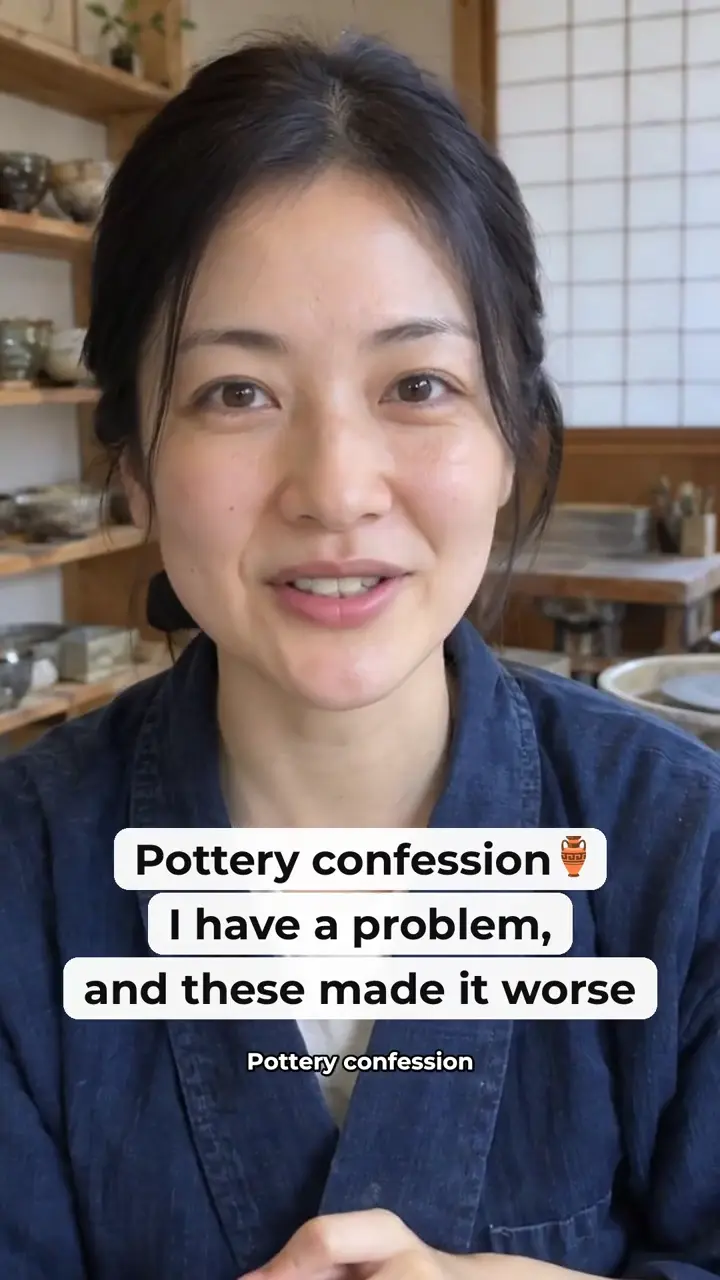 Pottery confession🏺
I have a problem,
and these made it worse
Pottery confession